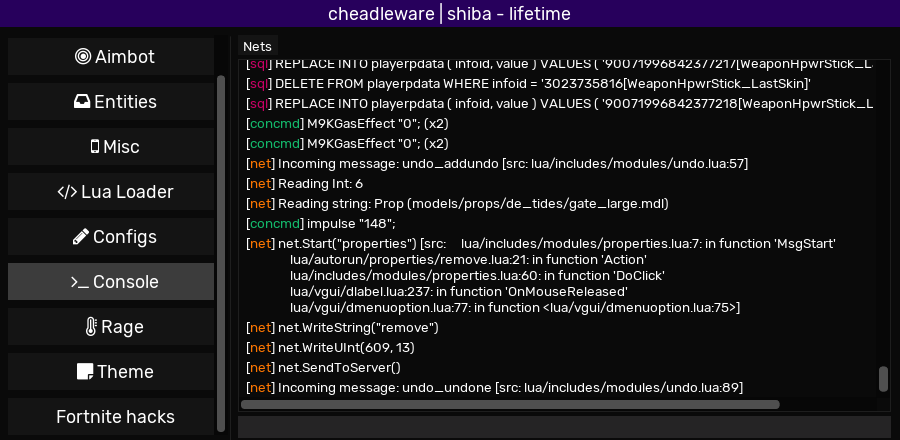 cheadleware | shiba - lifetime
Aimbot
Entities
Misc
</> Lua Loader
Configs
>_ Console
Rage
Theme
Fortnite hacks
Nets
[sql] REPLACE INTO playerpdata ( infoid, value ) VALUES ( '90071996842377217[WeaponHpwrStick_L
[sql] DELETE FROM playerpdata WHERE infoid = '3023735816[WeaponHpwrStick_LastSkin]'
[sql] REPLACE INTO playerpdata ( infoid, value ) VALUES ( '90071996842377218[WeaponHpwrStick_L
[concmd] M9KGasEffect "0"; (x2)
[concmd] M9KGasEffect "0"; (x2)
[net] Incoming message: undo_addundo [src: lua/includes/modules/undo.lua:57]
[net] Reading Int: 6
[net] Reading string: Prop (models/props/de_tides/gate_large.mdl)
[concmd] impulse "148";
[net] net.Start("properties") [src: lua/includes/modules/properties.lua:7: in function 'MsgStart'
lua/autorun/properties/remove.lua:21: in function 'Action'
lua/includes/modules/properties.lua:60: in function 'DoClick'
lua/vgui/dlabel.lua:237: in function 'OnMouseReleased'
lua/vgui/dmenuoption.lua:77: in function <lua/vgui/dmenuoption.lua:75>]
[net] net.WriteString("remove")
[net] net.WriteUInt(609, 13)
[net] net.SendToServer()
[net] Incoming message: undo_undone [src: lua/includes/modules/undo.lua:89]